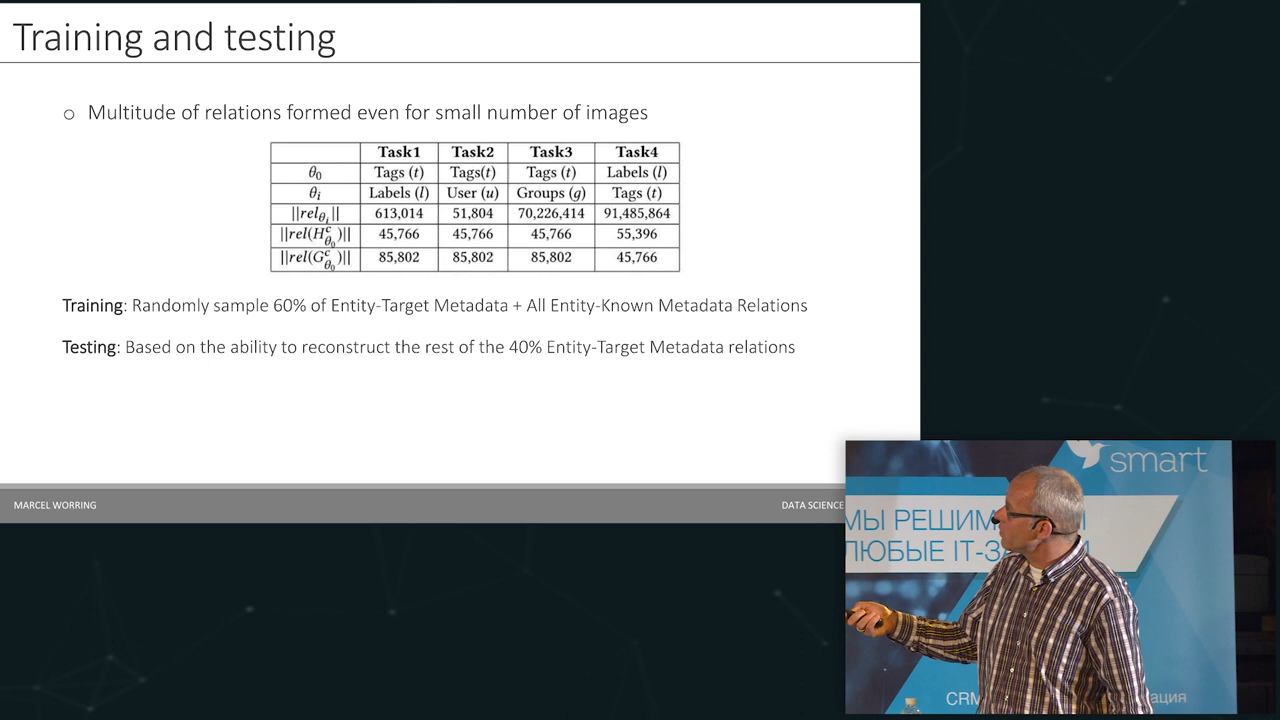 Training and testing
Multitude of relations formed even for small number of images
Task1 Task2 Task3 Task4
θ₀ Tags (t) Tags(t) Tags (t) Labels (l)
θᵢ Labels (l) User (u) Groups (g) Tags (t)
||rel_θᵢ|| 613,014 51,804 70,226,414 91,485,864
||rel(H^c_θ₀)|| 45,766 45,766 45,766 55,396
||rel(G^c_θ₀)|| 85,802 85,802 85,802 45,766
Training: Randomly sample 60% of Entity-Target Metadata + All Entity-Known Metadata Relations
Testing: Based on the ability to reconstruct the rest of the 40% Entity-Target Metadata relations
MARCEL WORRING
DATA SCIENCE
smart
МЫ РЕШИМ
ЛЮБЫЕ IT-
CRM